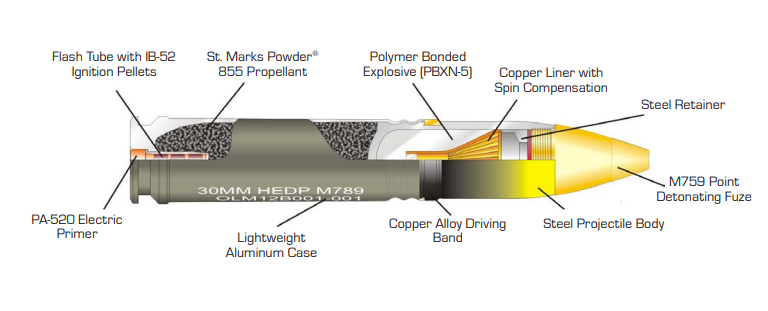 Flash Tube with IB-52
Ignition Pellets
St. Marks Powder®
855 Propellant
Polymer Bonded
Explosive (PBXN-5)
Copper Liner with
Spin Compensation
Steel Retainer
30MM HEDP M789
OLM12B001-001
M759 Point
Detonating Fuze
PA-520 Electric
Primer
Lightweight
Aluminum Case
Copper Alloy Driving
Band
Steel Projectile Body